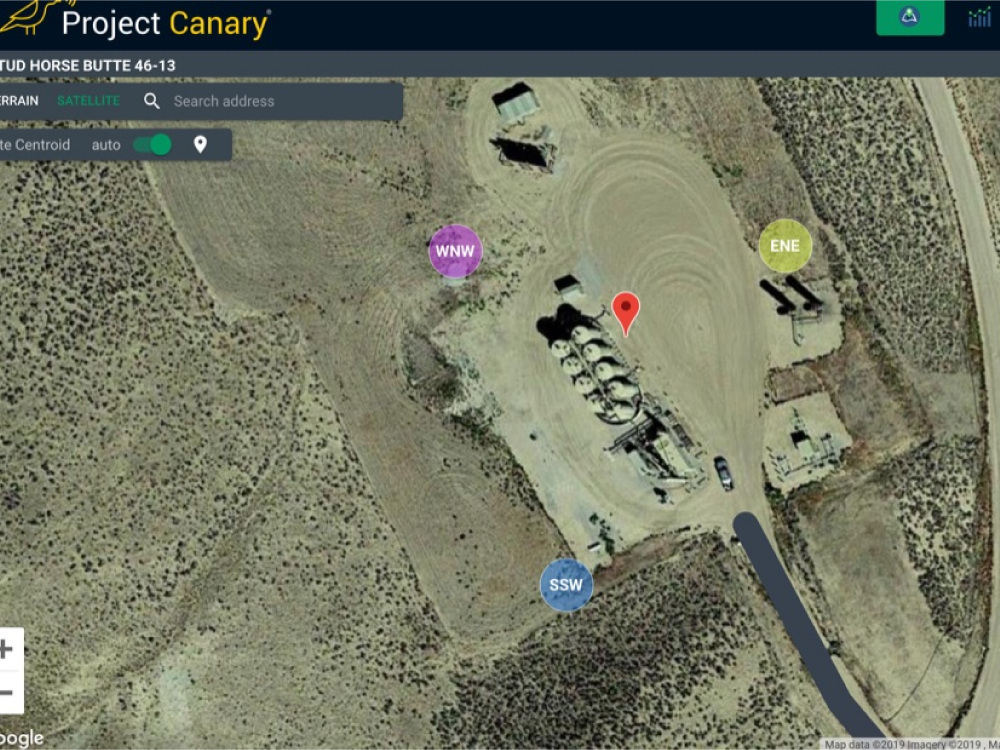 Project Canary®
TUD HORSE BUTTE 46-13
ERRAIN SATELLITE Search address
te Centroid auto
WNW
ENE
SSW
oogle
Map data ©2019 Imagery ©2019 , M